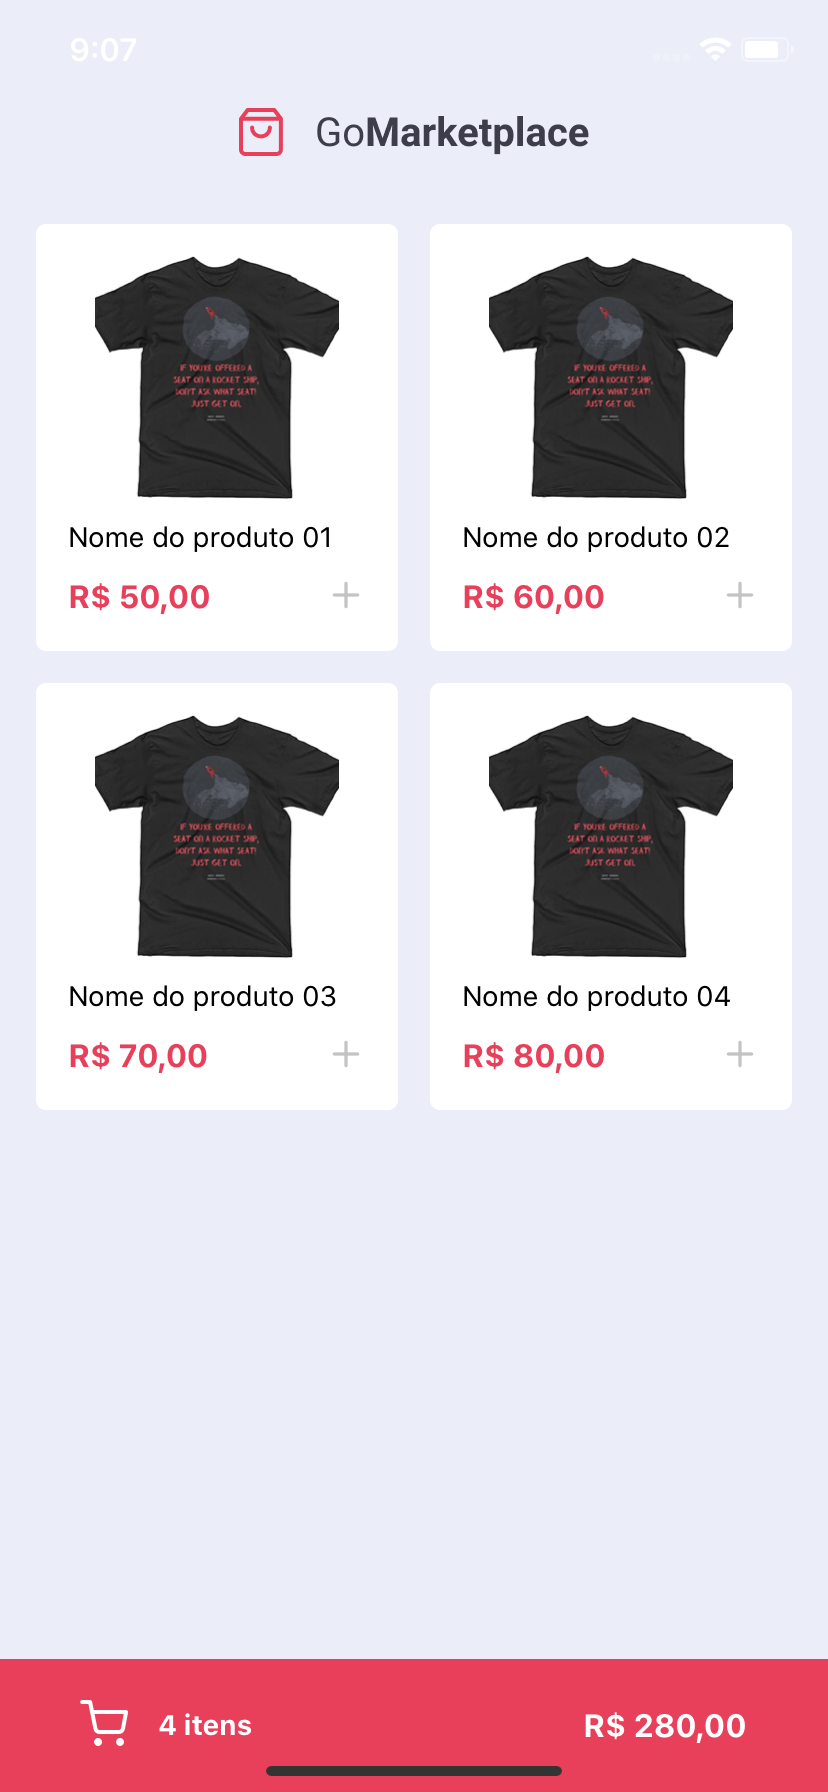 9:07
GoMarketplace
IF YOU'RE OFFERED A
SEAT ON A ROCKET SHIP,
DON'T ASK WHAT SEAT!
JUST GET ON.
IF YOU'RE OFFERED A
SEAT ON A ROCKET SHIP,
DON'T ASK WHAT SEAT!
JUST GET ON.
Nome do produto 01
Nome do produto 02
R$ 50,00 +
R$ 60,00 +
IF YOU'RE OFFERED A
SEAT ON A ROCKET SHIP,
DON'T ASK WHAT SEAT!
JUST GET ON.
IF YOU'RE OFFERED A
SEAT ON A ROCKET SHIP,
DON'T ASK WHAT SEAT!
JUST GET ON.
Nome do produto 03
Nome do produto 04
R$ 70,00 +
R$ 80,00 +
4 itens
R$ 280,00